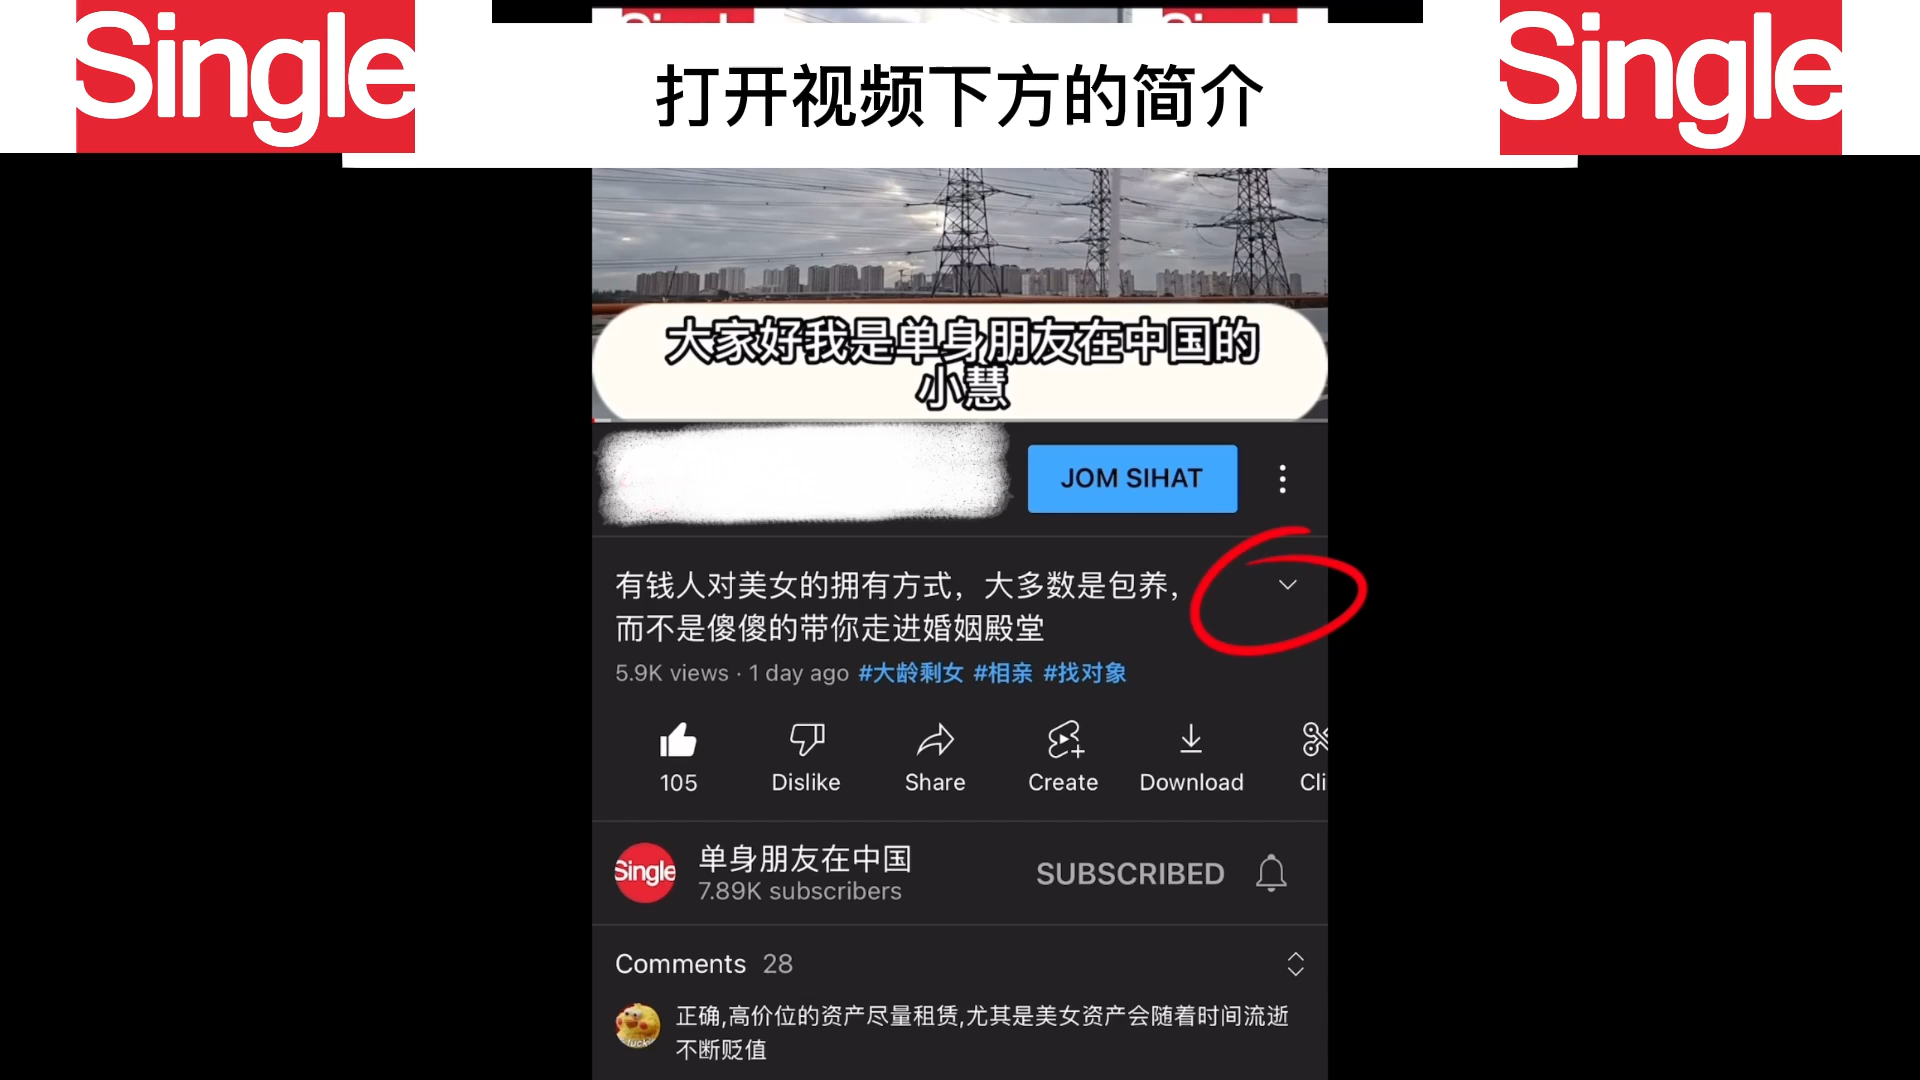 Single
打开视频下方的简介
Single
大家好我是单身朋友在中国的
小慧
JOM SIHAT
有钱人对美女的拥有方式，大多数是包养，
而不是傻傻的带你走进婚姻殿堂
5.9K views · 1 day ago #大龄剩女 #相亲 #找对象
105
Dislike
Share
Create
Download
Cli
Single
单身朋友在中国
7.89K subscribers
SUBSCRIBED
Comments 28
正确,高价位的资产尽量租赁,尤其是美女资产会随着时间流逝
不断贬值